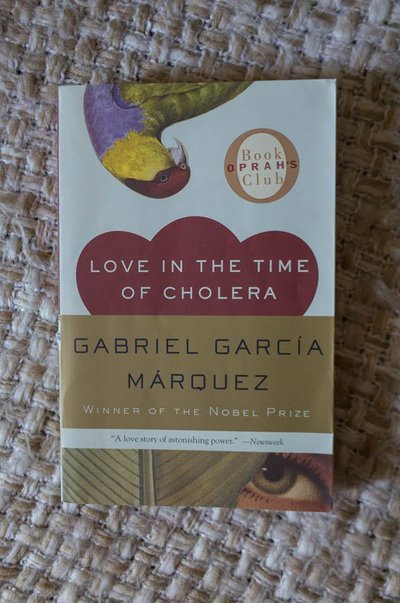 Book
OPRAH'S
Club
LOVE IN THE TIME
OF CHOLERA
GABRIEL GARCÍA
MÁRQUEZ
WINNER OF THE NOBEL PRIZE
"A love story of astonishing power." —Newsweek